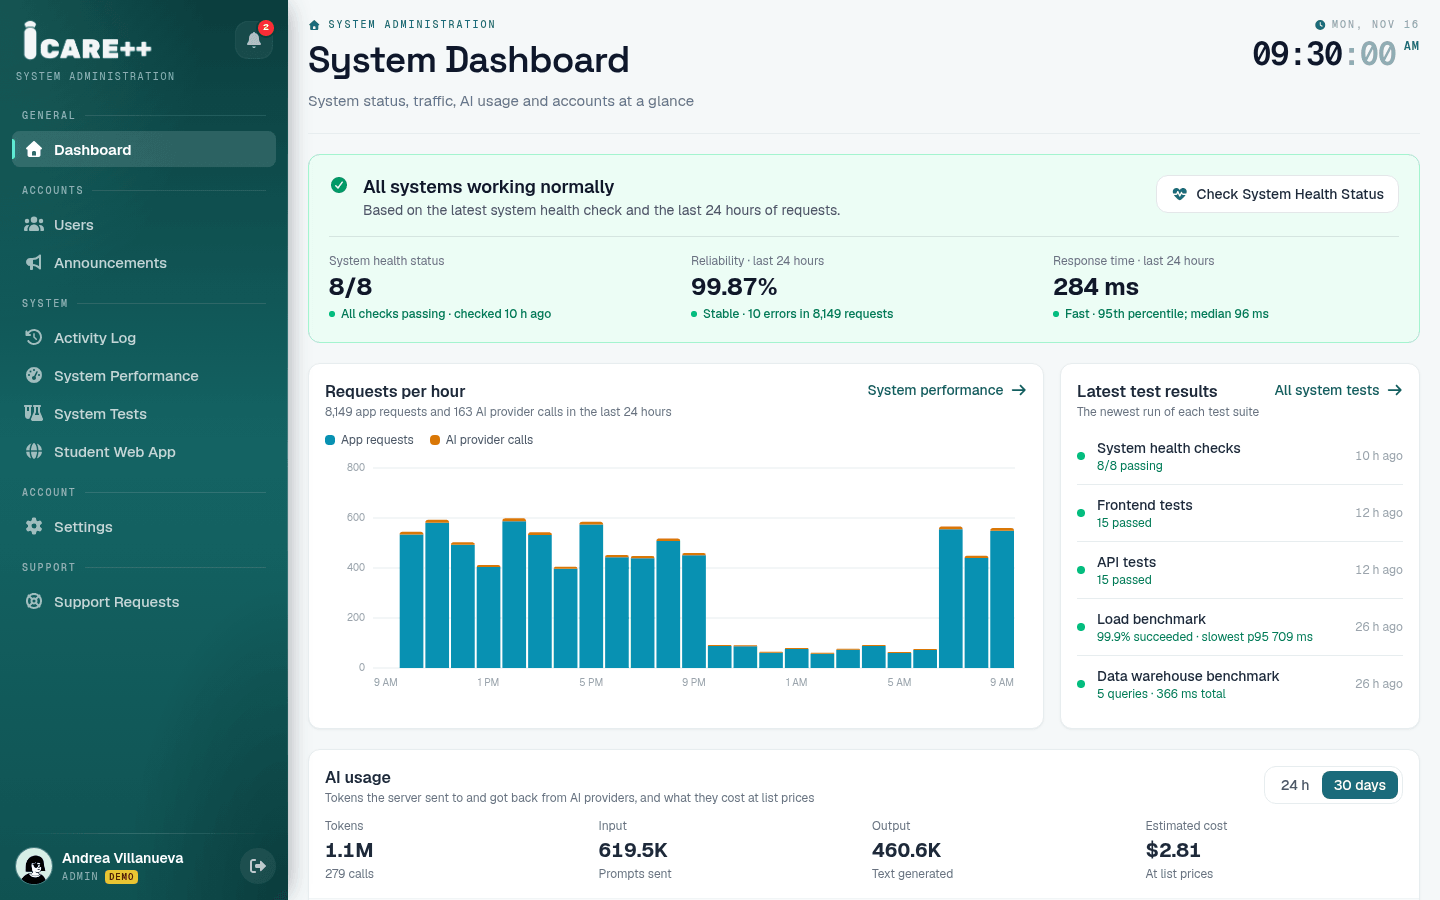 iCARE++
2
SYSTEM ADMINISTRATION
GENERAL
Dashboard
ACCOUNTS
Users
Announcements
SYSTEM
Activity Log
System Performance
System Tests
Student Web App
ACCOUNT
Settings
SUPPORT
Support Requests
Andrea Villanueva
ADMIN DEMO
SYSTEM ADMINISTRATION
System Dashboard
System status, traffic, AI usage and accounts at a glance
MON, NOV 16
09:30:00 AM
All systems working normally
Based on the latest system health check and the last 24 hours of requests.
Check System Health Status
System health status
8/8
All checks passing · checked 10 h ago
Reliability · last 24 hours
99.87%
Stable · 10 errors in 8,149 requests
Response time · last 24 hours
284 ms
Fast · 95th percentile; median 96 ms
Requests per hour
System performance
8,149 app requests and 163 AI provider calls in the last 24 hours
App requests AI provider calls
800
600
400
200
0
9 AM 1 PM 5 PM 9 PM 1 AM 5 AM 9 AM
Latest test results
All system tests
The newest run of each test suite
System health checks
8/8 passing
10 h ago
Frontend tests
15 passed
12 h ago
API tests
15 passed
12 h ago
Load benchmark
99.9% succeeded · slowest p95 709 ms
26 h ago
Data warehouse benchmark
5 queries · 366 ms total
26 h ago
AI usage
Tokens the server sent to and got back from AI providers, and what they cost at list prices
24 h 30 days
Tokens
1.1M
279 calls
Input
619.5K
Prompts sent
Output
460.6K
Text generated
Estimated cost
$2.81
At list prices